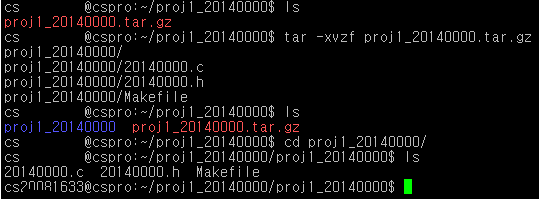 cs @cspro:~/proj1_20140000$ ls
proj1_20140000.tar.gz
cs @cspro:~/proj1_20140000$ tar -xvzf proj1_20140000.tar.gz
proj1_20140000/
proj1_20140000/20140000.c
proj1_20140000/20140000.h
proj1_20140000/Makefile
cs @cspro:~/proj1_20140000$ ls
proj1_20140000 proj1_20140000.tar.gz
cs @cspro:~/proj1_20140000$ cd proj1_20140000/
cs @cspro:~/proj1_20140000/proj1_20140000$ ls
20140000.c 20140000.h Makefile
cs20081633@cspro:~/proj1_20140000/proj1_20140000$